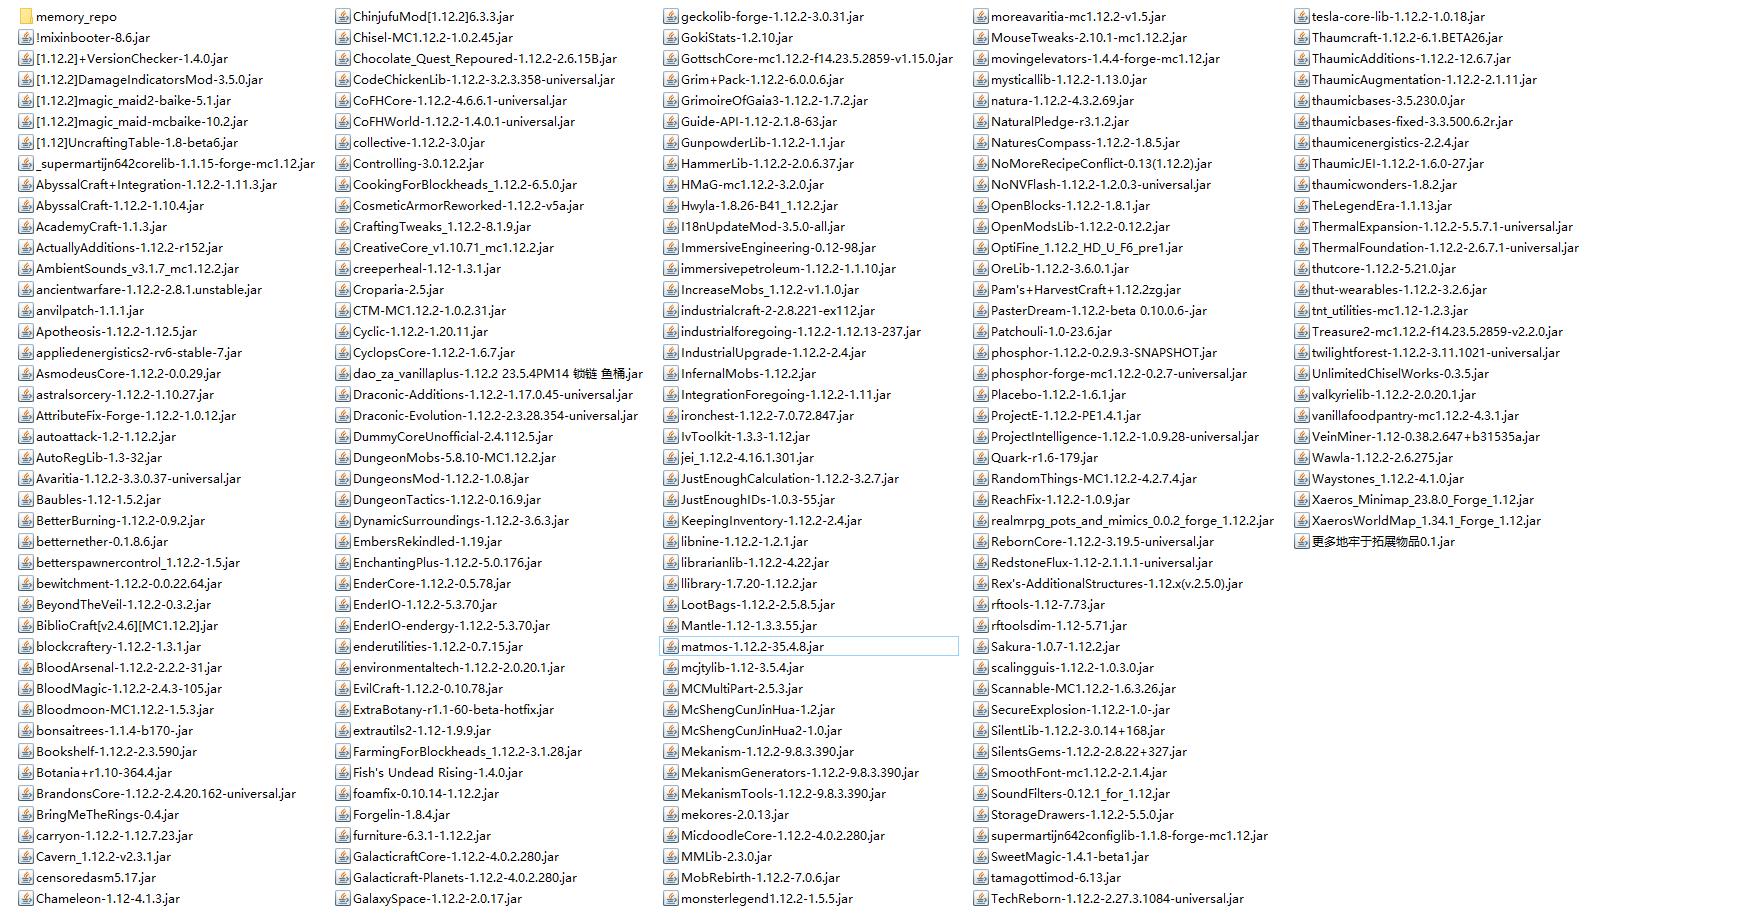 memory_repo
!mixinbooter-8.6.jar
[1.12.2]+VersionChecker-1.4.0.jar
[1.12.2]DamageIndicatorsMod-3.5.0.jar
[1.12.2]magic_maid2-baike-5.1.jar
[1.12.2]magic_maid-mcbaike-10.2.jar
[1.12]UncraftingTable-1.8-beta6.jar
_supermartijn642corelib-1.1.15-forge-mc1.12.jar
AbyssalCraft+Integration-1.12.2-1.11.3.jar
AbyssalCraft-1.12.2-1.10.4.jar
AcademyCraft-1.1.3.jar
ActuallyAdditions-1.12.2-r152.jar
AmbientSounds_v3.1.7_mc1.12.2.jar
ancientwarfare-1.12.2-2.8.1.unstable.jar
anvilpatch-1.1.1.jar
Apotheosis-1.12.2-1.12.5.jar
appliedenergistics2-rv6-stable-7.jar
AsmodeusCore-1.12.2-0.0.29.jar
astralsorcery-1.12.2-1.10.27.jar
AttributeFix-Forge-1.12.2-1.0.12.jar
autoattack-1.2-1.12.2.jar
AutoRegLib-1.3-32.jar
Avaritia-1.12.2-3.3.0.37-universal.jar
Baubles-1.12-1.5.2.jar
BetterBurning-1.12.2-0.9.2.jar
betternether-0.1.8.6.jar
betterspawnercontrol_1.12.2-1.5.jar
bewitchment-1.12.2-0.0.22.64.jar
BeyondTheVeil-1.12.2-0.3.2.jar
BiblioCraft[v2.4.6][MC1.12.2].jar
blockcraftery-1.12.2-1.3.1.jar
BloodArsenal-1.12.2-2.2.2-31.jar
BloodMagic-1.12.2-2.4.3-105.jar
Bloodmoon-MC1.12.2-1.5.3.jar
bonsaitrees-1.1.4-b170-.jar
Bookshelf-1.12.2-2.3.590.jar
Botania+r1.10-364.4.jar
BrandonsCore-1.12.2-2.4.20.162-universal.jar
BringMeTheRings-0.4.jar
carryon-1.12.2-1.12.7.23.jar
Cavern_1.12.2-v2.3.1.jar
censoredasm5.17.jar
Chameleon-1.12-4.1.3.jar
ChinjufuMod[1.12.2]6.3.3.jar
Chisel-MC1.12.2-1.0.2.45.jar
Chocolate_Quest_Repoured-1.12.2-2.6.15B.jar
CodeChickenLib-1.12.2-3.2.3.358-universal.jar
CoFHCore-1.12.2-4.6.6.1-universal.jar
CoFHWorld-1.12.2-1.4.0.1-universal.jar
collective-1.12.2-3.0.jar
Controlling-3.0.12.2.jar
CookingForBlockheads_1.12.2-6.5.0.jar
CosmeticArmorReworked-1.12.2-v5a.jar
CraftingTweaks_1.12.2-8.1.9.jar
CreativeCore_v1.10.71_mc1.12.2.jar
creeperheal-1.12-1.3.1.jar
Croparia-2.5.jar
CTM-MC1.12.2-1.0.2.31.jar
Cyclic-1.12.2-1.20.11.jar
CyclopsCore-1.12.2-1.6.7.jar
dao_za_vanillaplus-1.12.2 23.5.4PM14 锁链 鱼桶.jar
Draconic-Additions-1.12.2-1.17.0.45-universal.jar
Draconic-Evolution-1.12.2-2.3.28.354-universal.jar
DummyCoreUnofficial-2.4.112.5.jar
DungeonMobs-5.8.10-MC1.12.2.jar
DungeonsMod-1.12.2-1.0.8.jar
DungeonTactics-1.12.2-0.16.9.jar
DynamicSurroundings-1.12.2-3.6.3.jar
EmbersRekindled-1.19.jar
EnchantingPlus-1.12.2-5.0.176.jar
EnderCore-1.12.2-0.5.78.jar
EnderIO-1.12.2-5.3.70.jar
EnderIO-endergy-1.12.2-5.3.70.jar
enderutilities-1.12.2-0.7.15.jar
environmentaltech-1.12.2-2.0.20.1.jar
EvilCraft-1.12.2-0.10.78.jar
ExtraBotany-r1.1-60-beta-hotfix.jar
extrautils2-1.12-1.9.9.jar
FarmingForBlockheads_1.12.2-3.1.28.jar
Fish's Undead Rising-1.4.0.jar
foamfix-0.10.14-1.12.2.jar
Forgelin-1.8.4.jar
furniture-6.3.1-1.12.2.jar
GalacticraftCore-1.12.2-4.0.2.280.jar
Galacticraft-Planets-1.12.2-4.0.2.280.jar
GalaxySpace-1.12.2-2.0.17.jar
geckolib-forge-1.12.2-3.0.31.jar
GokiStats-1.2.10.jar
GottschCore-mc1.12.2-f14.23.5.2859-v1.15.0.jar
Grim+Pack-1.12.2-6.0.0.6.jar
GrimoireOfGaia3-1.12.2-1.7.2.jar
Guide-API-1.12-2.1.8-63.jar
GunpowderLib-1.12.2-1.1.jar
HammerLib-1.12.2-2.0.6.37.jar
HMaG-mc1.12.2-3.2.0.jar
Hwyla-1.8.26-B41_1.12.2.jar
I18nUpdateMod-3.5.0-all.jar
ImmersiveEngineering-0.12-98.jar
immersivepetroleum-1.12.2-1.1.10.jar
IncreaseMobs_1.12.2-v1.1.0.jar
industrialcraft-2-2.8.221-ex112.jar
industrialforegoing-1.12.2-1.12.13-237.jar
IndustrialUpgrade-1.12.2-2.4.jar
InfernalMobs-1.12.2.jar
IntegrationForegoing-1.12.2-1.11.jar
ironchest-1.12.2-7.0.72.847.jar
IvToolkit-1.3.3-1.12.jar
jei_1.12.2-4.16.1.301.jar
JustEnoughCalculation-1.12.2-3.2.7.jar
JustEnoughIDs-1.0.3-55.jar
KeepingInventory-1.12.2-2.4.jar
libnine-1.12.2-1.2.1.jar
librarianlib-1.12.2-4.22.jar
llibrary-1.7.20-1.12.2.jar
LootBags-1.12.2-2.5.8.5.jar
Mantle-1.12-1.3.3.55.jar
matmos-1.12.2-35.4.8.jar
mcjtylib-1.12-3.5.4.jar
MCMultiPart-2.5.3.jar
McShengCunJinHua-1.2.jar
McShengCunJinHua2-1.0.jar
Mekanism-1.12.2-9.8.3.390.jar
MekanismGenerators-1.12.2-9.8.3.390.jar
MekanismTools-1.12.2-9.8.3.390.jar
mekores-2.0.13.jar
MicdoodleCore-1.12.2-4.0.2.280.jar
MMLib-2.3.0.jar
MobRebirth-1.12.2-7.0.6.jar
monsterlegend1.12.2-1.5.5.jar
moreavaritia-mc1.12.2-v1.5.jar
MouseTweaks-2.10.1-mc1.12.2.jar
movingelevators-1.4.4-forge-mc1.12.jar
mysticallib-1.12.2-1.13.0.jar
natura-1.12.2-4.3.2.69.jar
NaturalPledge-r3.1.2.jar
NaturesCompass-1.12.2-1.8.5.jar
NoMoreRecipeConflict-0.13(1.12.2).jar
NoNVFlash-1.12.2-1.2.0.3-universal.jar
OpenBlocks-1.12.2-1.8.1.jar
OpenModsLib-1.12.2-0.12.2.jar
OptiFine_1.12.2_HD_U_F6_pre1.jar
OreLib-1.12.2-3.6.0.1.jar
Pam's+HarvestCraft+1.12.2zg.jar
PasterDream-1.12.2-beta 0.10.0.6-.jar
Patchouli-1.0-23.6.jar
phosphor-1.12.2-0.2.9.3-SNAPSHOT.jar
phosphor-forge-mc1.12.2-0.2.7-universal.jar
Placebo-1.12.2-1.6.1.jar
ProjectE-1.12.2-PE1.4.1.jar
ProjectIntelligence-1.12.2-1.0.9.28-universal.jar
Quark-r1.6-179.jar
RandomThings-MC1.12.2-4.2.7.4.jar
ReachFix-1.12.2-1.0.9.jar
realmrpg_pots_and_mimics_0.0.2_forge_1.12.2.jar
RebornCore-1.12.2-3.19.5-universal.jar
RedstoneFlux-1.12-2.1.1.1-universal.jar
Rex's-AdditionalStructures-1.12.x(v.2.5.0).jar
rftools-1.12-7.73.jar
rftoolsdim-1.12-5.71.jar
Sakura-1.0.7-1.12.2.jar
scalingguis-1.12.2-1.0.3.0.jar
Scannable-MC1.12.2-1.6.3.26.jar
SecureExplosion-1.12.2-1.0-.jar
SilentLib-1.12.2-3.0.14+168.jar
SilentsGems-1.12.2-2.8.22+327.jar
SmoothFont-mc1.12.2-2.1.4.jar
SoundFilters-0.12.1_for_1.12.jar
StorageDrawers-1.12.2-5.5.0.jar
supermartijn642configlib-1.1.8-forge-mc1.12.jar
SweetMagic-1.4.1-beta1.jar
tamagottimod-6.13.jar
TechReborn-1.12.2-2.27.3.1084-universal.jar
tesla-core-lib-1.12.2-1.0.18.jar
Thaumcraft-1.12.2-6.1.BETA26.jar
ThaumicAdditions-1.12.2-12.6.7.jar
ThaumicAugmentation-1.12.2-2.1.11.jar
thaumicbases-3.5.230.0.jar
thaumicbases-fixed-3.3.500.6.2r.jar
thaumicenergistics-2.2.4.jar
ThaumicJEI-1.12.2-1.6.0-27.jar
thaumicwonders-1.8.2.jar
TheLegendEra-1.1.13.jar
ThermalExpansion-1.12.2-5.5.7.1-universal.jar
ThermalFoundation-1.12.2-2.6.7.1-universal.jar
thutcore-1.12.2-5.21.0.jar
thut-wearables-1.12.2-3.2.6.jar
tnt_utilities-mc1.12-1.2.3.jar
Treasure2-mc1.12.2-f14.23.5.2859-v2.2.0.jar
twilightforest-1.12.2-3.11.1021-universal.jar
UnlimitedChiselWorks-0.3.5.jar
valkyrielib-1.12.2-2.0.20.1.jar
vanillafoodpantry-mc1.12.2-4.3.1.jar
VeinMiner-1.12-0.38.2.647+b31535a.jar
Wawla-1.12.2-2.6.275.jar
Waystones_1.12.2-4.1.0.jar
Xaeros_Minimap_23.8.0_Forge_1.12.jar
XaerosWorldMap_1.34.1_Forge_1.12.jar
更多地牢于拓展物品0.1.jar